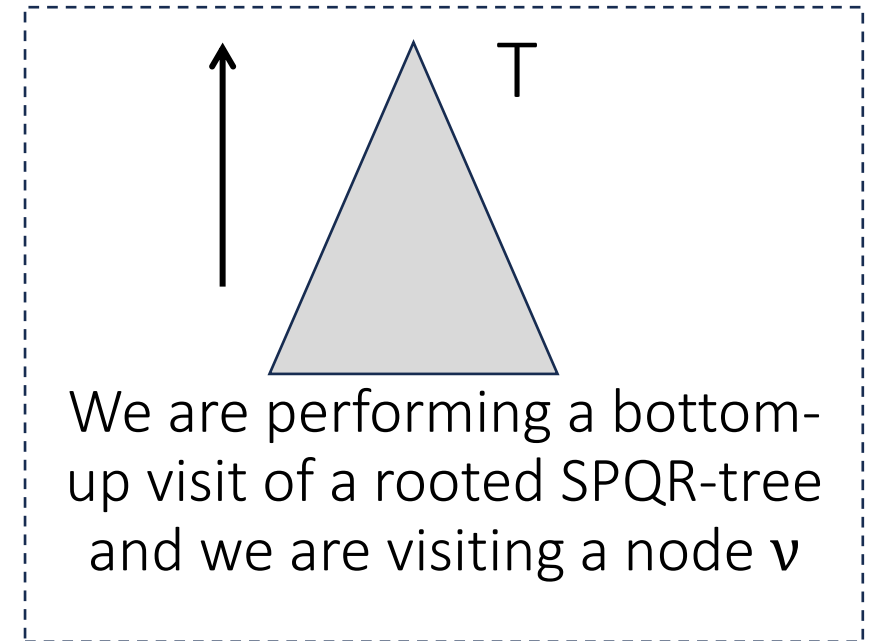 T
We are performing a bottom-
up visit of a rooted SPQR-tree
and we are visiting a node ν